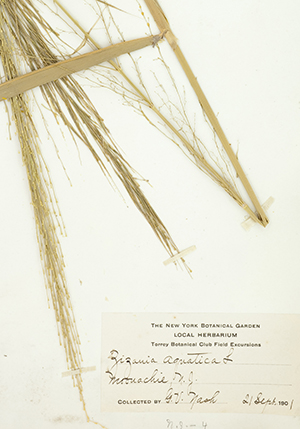 THE NEW YORK BOTANICAL GARDEN
LOCAL HERBARIUM
Torrey Botanical Club Field Excursions
Zizania aquatica L
Moonachie, N.J.
COLLECTED BY G.V. Nash 21 Sept. 1901